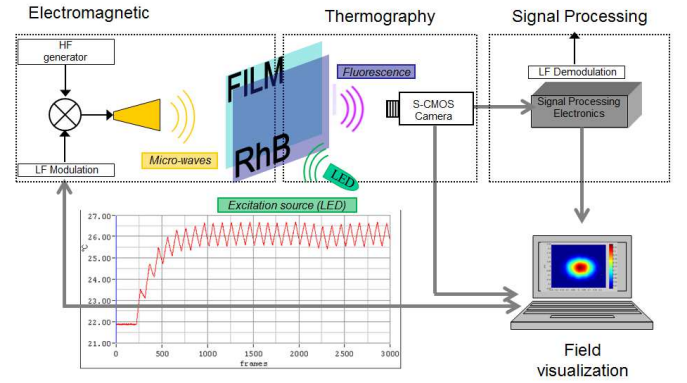 Electromagnetic
Thermography
Signal Processing
HF
generator
LF Modulation
Micro-waves
FILM
RhB
Fluorescence
LED
Excitation source (LED)
S-CMOS
Camera
LF Demodulation
Signal Processing
Electronics
27.00
26.00
25.00
24.00
23.00
22.00
21.00
°C
0
500
1000
1500
2000
2500
3000
frames
Field
visualization